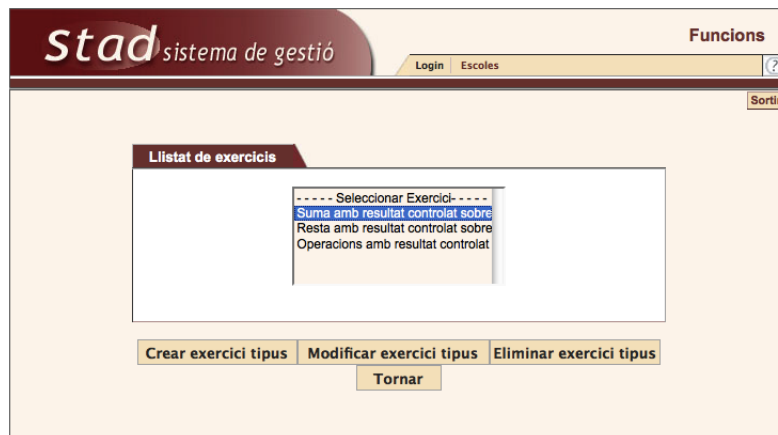 Stad sistema de gestió
Funcions
Login Escoles
?
Sortir
Llistat de exercicis
- - - - - Seleccionar Exercici- - - - -
Suma amb resultat controlat sobre
Resta amb resultat controlat sobre
Operacions amb resultat controlat
Crear exercici tipus Modificar exercici tipus Eliminar exercici tipus
Tornar